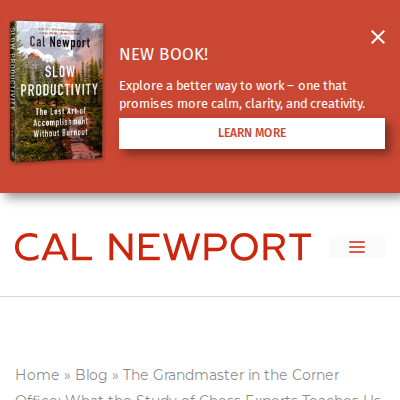 Cal Newport
SLOW
PRODUCTIVITY
The Lost Art of
Accomplishment
Without Burnout
NEW BOOK!
Explore a better way to work – one that
promises more calm, clarity, and creativity.
LEARN MORE
CAL NEWPORT
Home » Blog » The Grandmaster in the Corner
Office: What the Study of Chess Experts Teaches Us